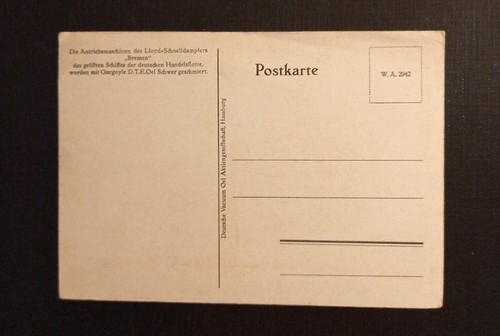 Die Antriebsmaschinen des Lloyd-Schnelldampfers
„Bremen"
des größten Schiffes der deutschen Handelsflotte,
werden mit Gargoyle D.T.E. Oel Schwer geschmiert.
Postkarte
W. A. 2942
Deutsche Vacuum Oel Aktiengesellschaft, Hamburg